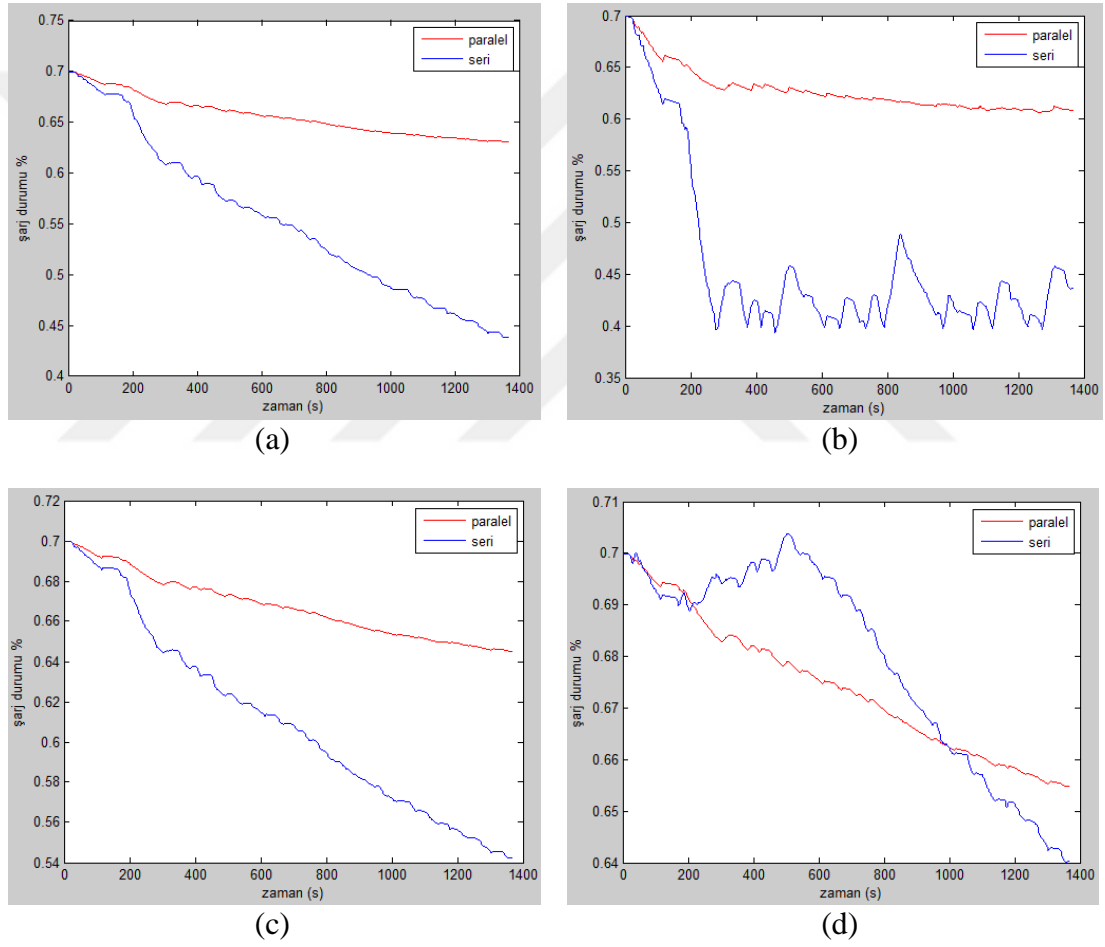 0.75
0.7
0.65
0.6
0.55
0.5
0.45
0.4
şarj durumu %
paralel
seri
0 200 400 600 800 1000 1200 1400
zaman (s)
(a)
0.7
0.65
0.6
0.55
0.5
0.45
0.4
0.35
şarj durumu %
paralel
seri
0 200 400 600 800 1000 1200 1400
zaman (s)
(b)
0.72
0.7
0.68
0.66
0.64
0.62
0.6
0.58
0.56
0.54
şarj durumu %
paralel
seri
0 200 400 600 800 1000 1200 1400
zaman (s)
(c)
0.71
0.7
0.69
0.68
0.67
0.66
0.65
0.64
şarj durumu %
paralel
seri
0 200 400 600 800 1000 1200 1400
zaman (s)
(d)